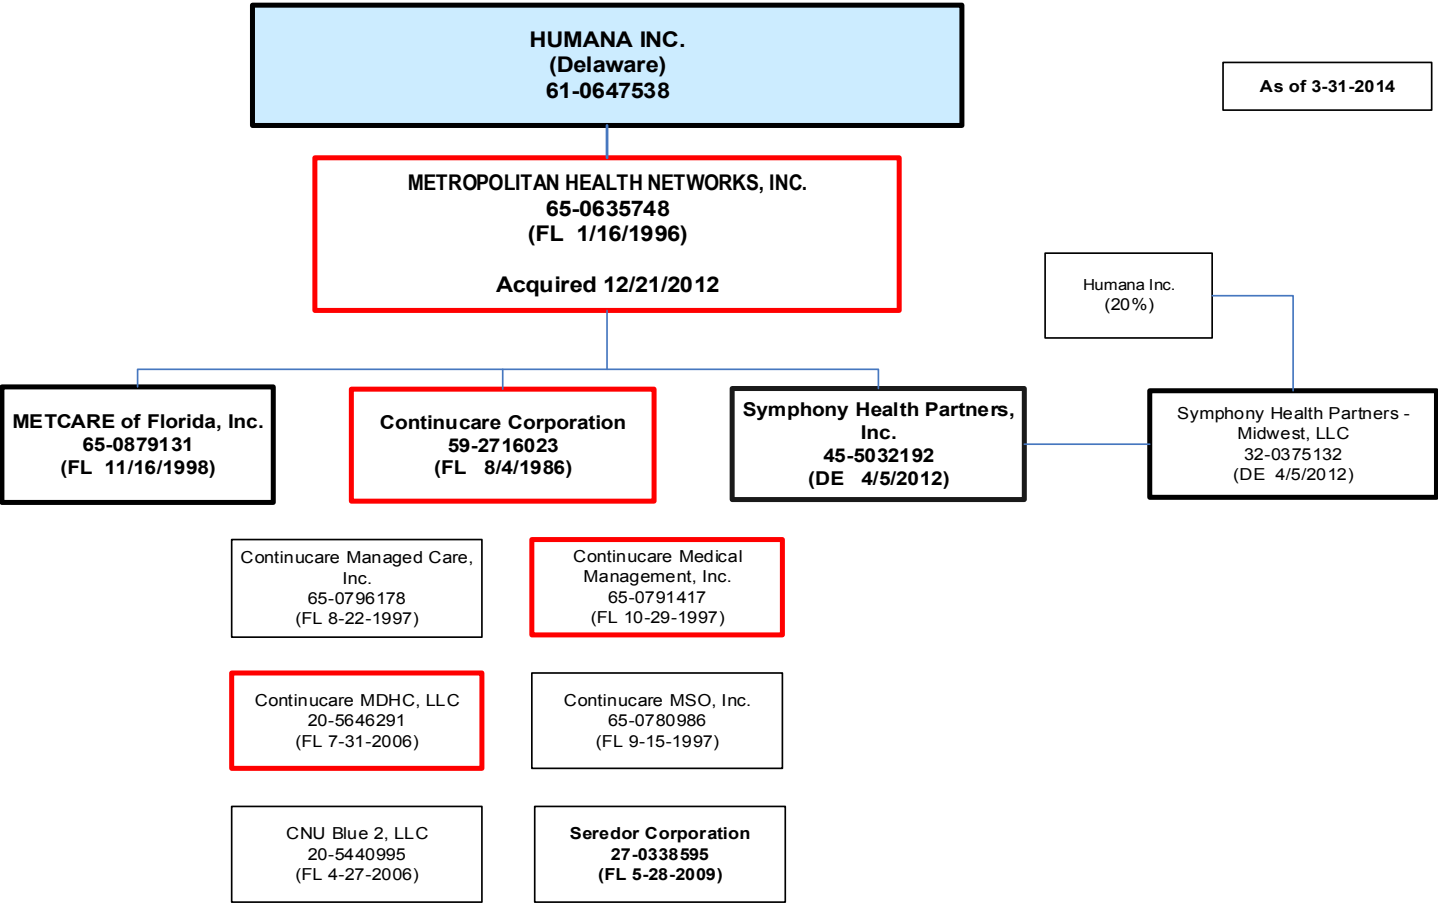 HUMANA INC.
(Delaware)
61-0647538
As of 3-31-2014
METROPOLITAN HEALTH NETWORKS, INC.
65-0635748
(FL 1/16/1996)
Acquired 12/21/2012
Humana Inc.
(20%)
METCARE of Florida, Inc.
65-0879131
(FL 11/16/1998)
Continucare Corporation
59-2716023
(FL 8/4/1986)
Symphony Health Partners,
Inc.
45-5032192
(DE 4/5/2012)
Symphony Health Partners -
Midwest, LLC
32-0375132
(DE 4/5/2012)
Continucare Managed Care,
Inc.
65-0796178
(FL 8-22-1997)
Continucare Medical
Management, Inc.
65-0791417
(FL 10-29-1997)
Continucare MDHC, LLC
20-5646291
(FL 7-31-2006)
Continucare MSO, Inc.
65-0780986
(FL 9-15-1997)
CNU Blue 2, LLC
20-5440995
(FL 4-27-2006)
Seredor Corporation
27-0338595
(FL 5-28-2009)